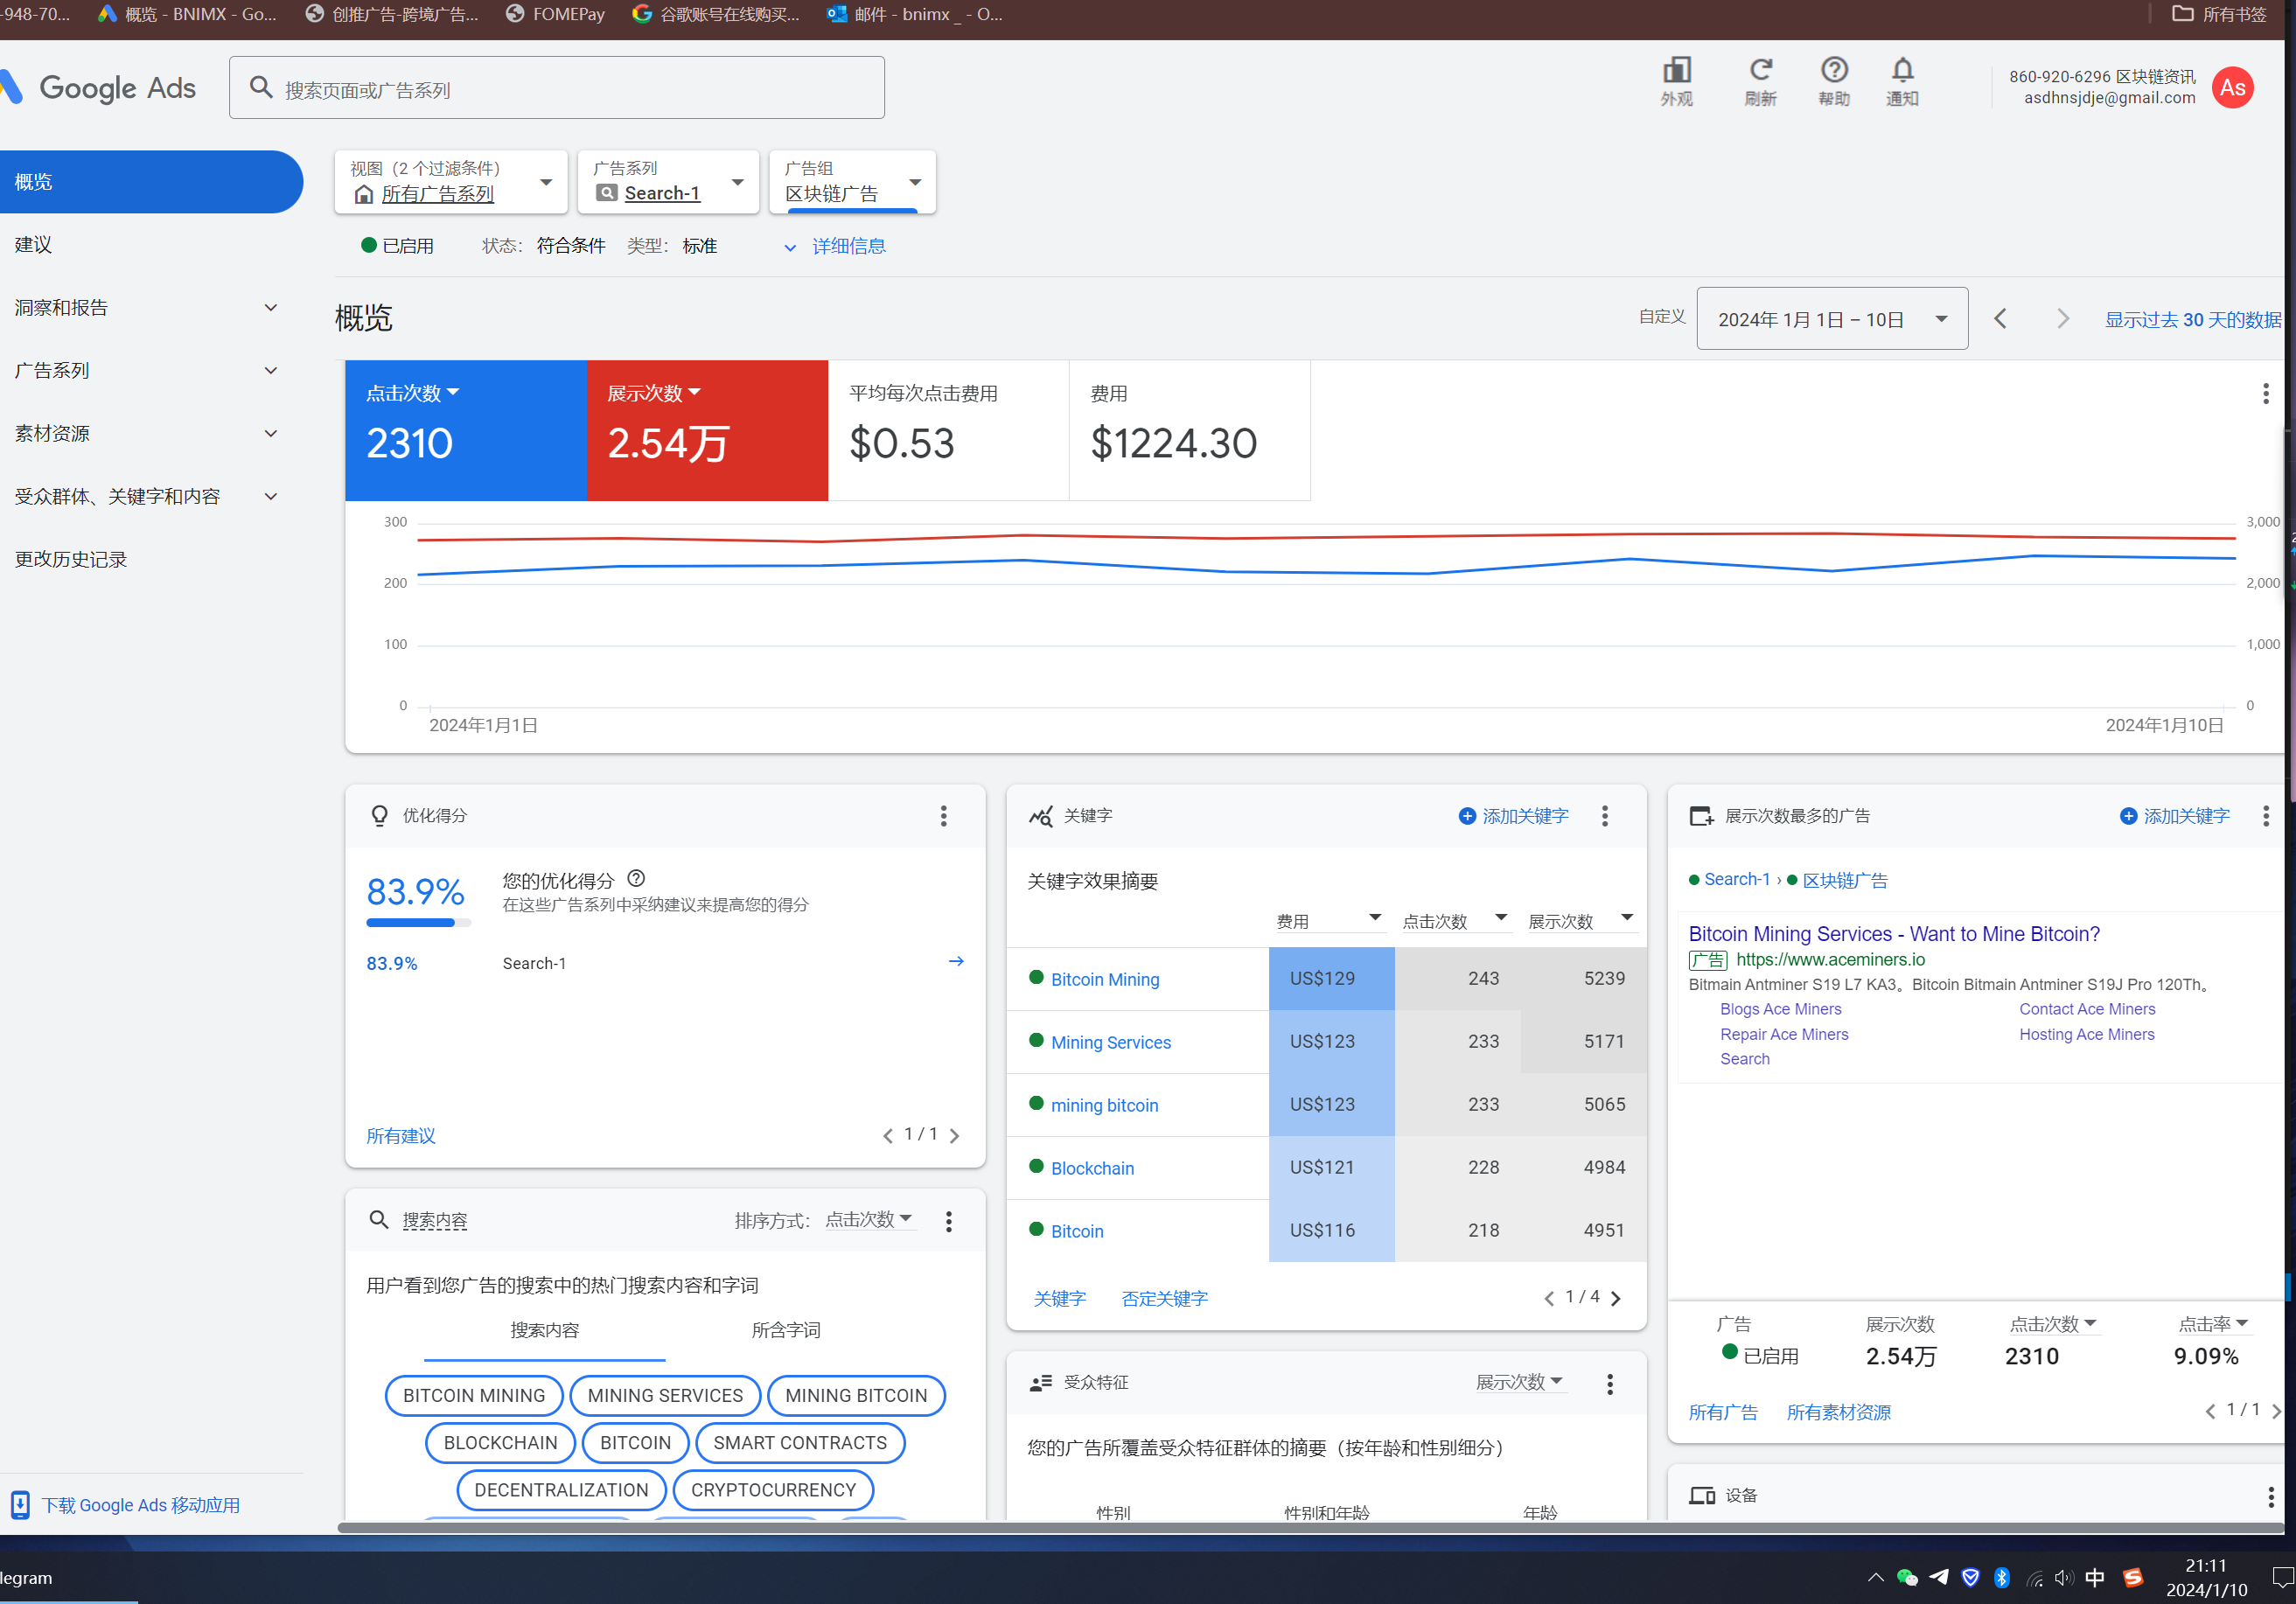 -948-70...
概览 - BNIMX - Go...
创推广告-跨境广告...
FOMEPay
谷歌账号在线购买...
邮件 - bnimx _ - O...
所有书签
Google Ads
搜索页面或广告系列
外观
刷新
帮助
通知
860-920-6296 区块链资讯
asdhnsjdje@gmail.com
As
概览
建议
洞察和报告
广告系列
素材资源
受众群体、关键字和内容
更改历史记录
视图（2 个过滤条件）
所有广告系列
广告系列
Search-1
广告组
区块链广告
已启用
状态： 符合条件
类型： 标准
详细信息
概览
自定义
2024年 1月 1日 – 10日
显示过去 30 天的数据
点击次数
2310
展示次数
2.54万
平均每次点击费用
$0.53
费用
$1224.30
300
3,000
200
2,000
100
1,000
0
0
2024年1月1日
2024年1月10日
优化得分
83.9%
您的优化得分
在这些广告系列中采纳建议来提高您的得分
83.9%
Search-1
所有建议
1 / 1
关键字
添加关键字
关键字效果摘要
费用
点击次数
展示次数
Bitcoin Mining US$129 243 5239
Mining Services US$123 233 5171
mining bitcoin US$123 233 5065
Blockchain US$121 228 4984
Bitcoin US$116 218 4951
关键字
否定关键字
1 / 4
展示次数最多的广告
添加关键字
Search-1 › 区块链广告
Bitcoin Mining Services - Want to Mine Bitcoin?
广告 https://www.aceminers.io
Bitmain Antminer S19 L7 KA3。Bitcoin Bitmain Antminer S19J Pro 120Th。
Blogs Ace Miners
Contact Ace Miners
Repair Ace Miners
Hosting Ace Miners
Search
广告
展示次数
点击次数
点击率
已启用
2.54万
2310
9.09%
所有广告
所有素材资源
1 / 1
搜索内容
排序方式： 点击次数
用户看到您广告的搜索中的热门搜索内容和字词
搜索内容
所含字词
BITCOIN MINING
MINING SERVICES
MINING BITCOIN
BLOCKCHAIN
BITCOIN
SMART CONTRACTS
DECENTRALIZATION
CRYPTOCURRENCY
受众特征
展示次数
您的广告所覆盖受众特征群体的摘要（按年龄和性别细分）
性别
性别和年龄
年龄
设备
下载 Google Ads 移动应用
legram
中
21:11
2024/1/10